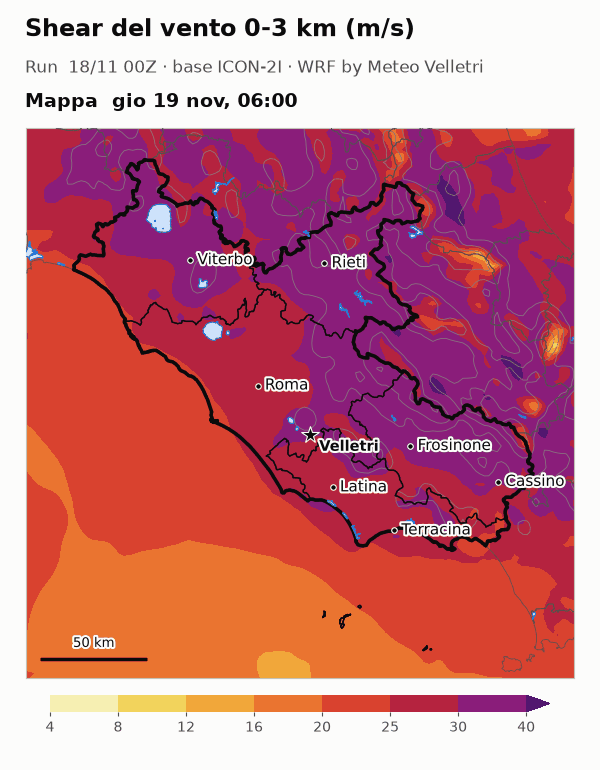 Shear del vento 0-3 km (m/s)
Run 18/11 00Z · base ICON-2I · WRF by Meteo Velletri
Mappa gio 19 nov, 06:00
Viterbo
Rieti
Roma
Velletri
Frosinone
Latina
Cassino
Terracina
50 km
4 8 12 16 20 25 30 40